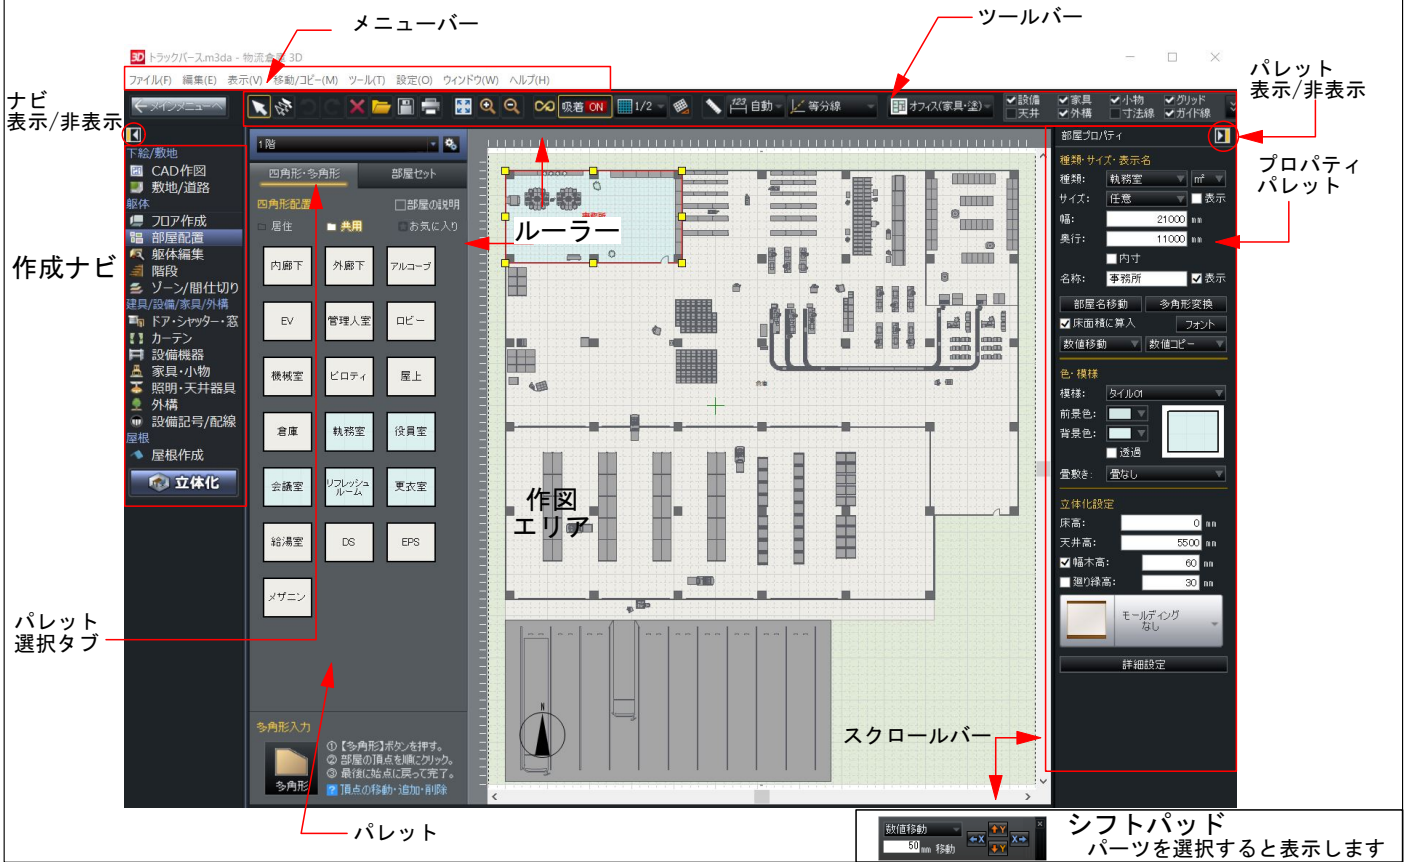 メニューバー
ツールバー
トラックバース.m3da - 物流倉庫 3D
ファイル(F) 編集(E) 表示(V) 移動/コピー(M) ツール(T) 設定(O) ウィンドウ(W) ヘルプ(H)
パレット
表示/非表示
ナビ
表示/非表示
←メインメニューへ
吸着 ON
1/2
123 自動
等分線
オフィス(家具・塗)
設備 家具 小物 グリッド
天井 外構 寸法線 ガイド線
作成ナビ
下絵/敷地
CAD作図
敷地/道路
躯体
フロア作成
部屋配置
躯体編集
階段
ゾーン/間仕切り
建具/設備/家具/外構
ドア・シャッター・窓
カーテン
設備機器
家具・小物
照明・天井器具
外構
設備記号/配線
屋根
屋根作成
立体化
1階
四角形・多角形 部屋セット
四角形配置 部屋の説明
居住 共用 お気に入り
内廊下 外廊下 アルコーブ
EV 管理人室 ロビー
機械室 ピロティ 屋上
倉庫 執務室 役員室
会議室 リフレッシュルーム 更衣室
給湯室 DS EPS
メザニン
パレット
選択タブ
多角形入力
多角形
① 【多角形】ボタンを押す。
② 部屋の頂点を順にクリック。
③ 最後に始点に戻って完了。
? 頂点の移動・追加・削除
パレット
ルーラー
事務所
作図
エリア
N
スクロールバー
プロパティ
パレット
部屋プロパティ
種類・サイズ・表示名
種類: 執務室 ㎡
サイズ: 任意 表示
幅: 21000 mm
奥行: 11000 mm
内寸
名称: 事務所 表示
部屋名移動 多角形変換
床面積に算入 フォント
数値移動 数値コピー
色・模様
模様: タイル01
前景色:
背景色:
透過
畳敷き: 畳なし
立体化設定
床高: 0 mm
天井高: 5500 mm
幅木高: 60 mm
廻り縁高: 30 mm
モールディング
なし
詳細設定
数値移動
50 mm 移動
←X ↑Y ↓Y X→
シフトパッド
パーツを選択すると表示します